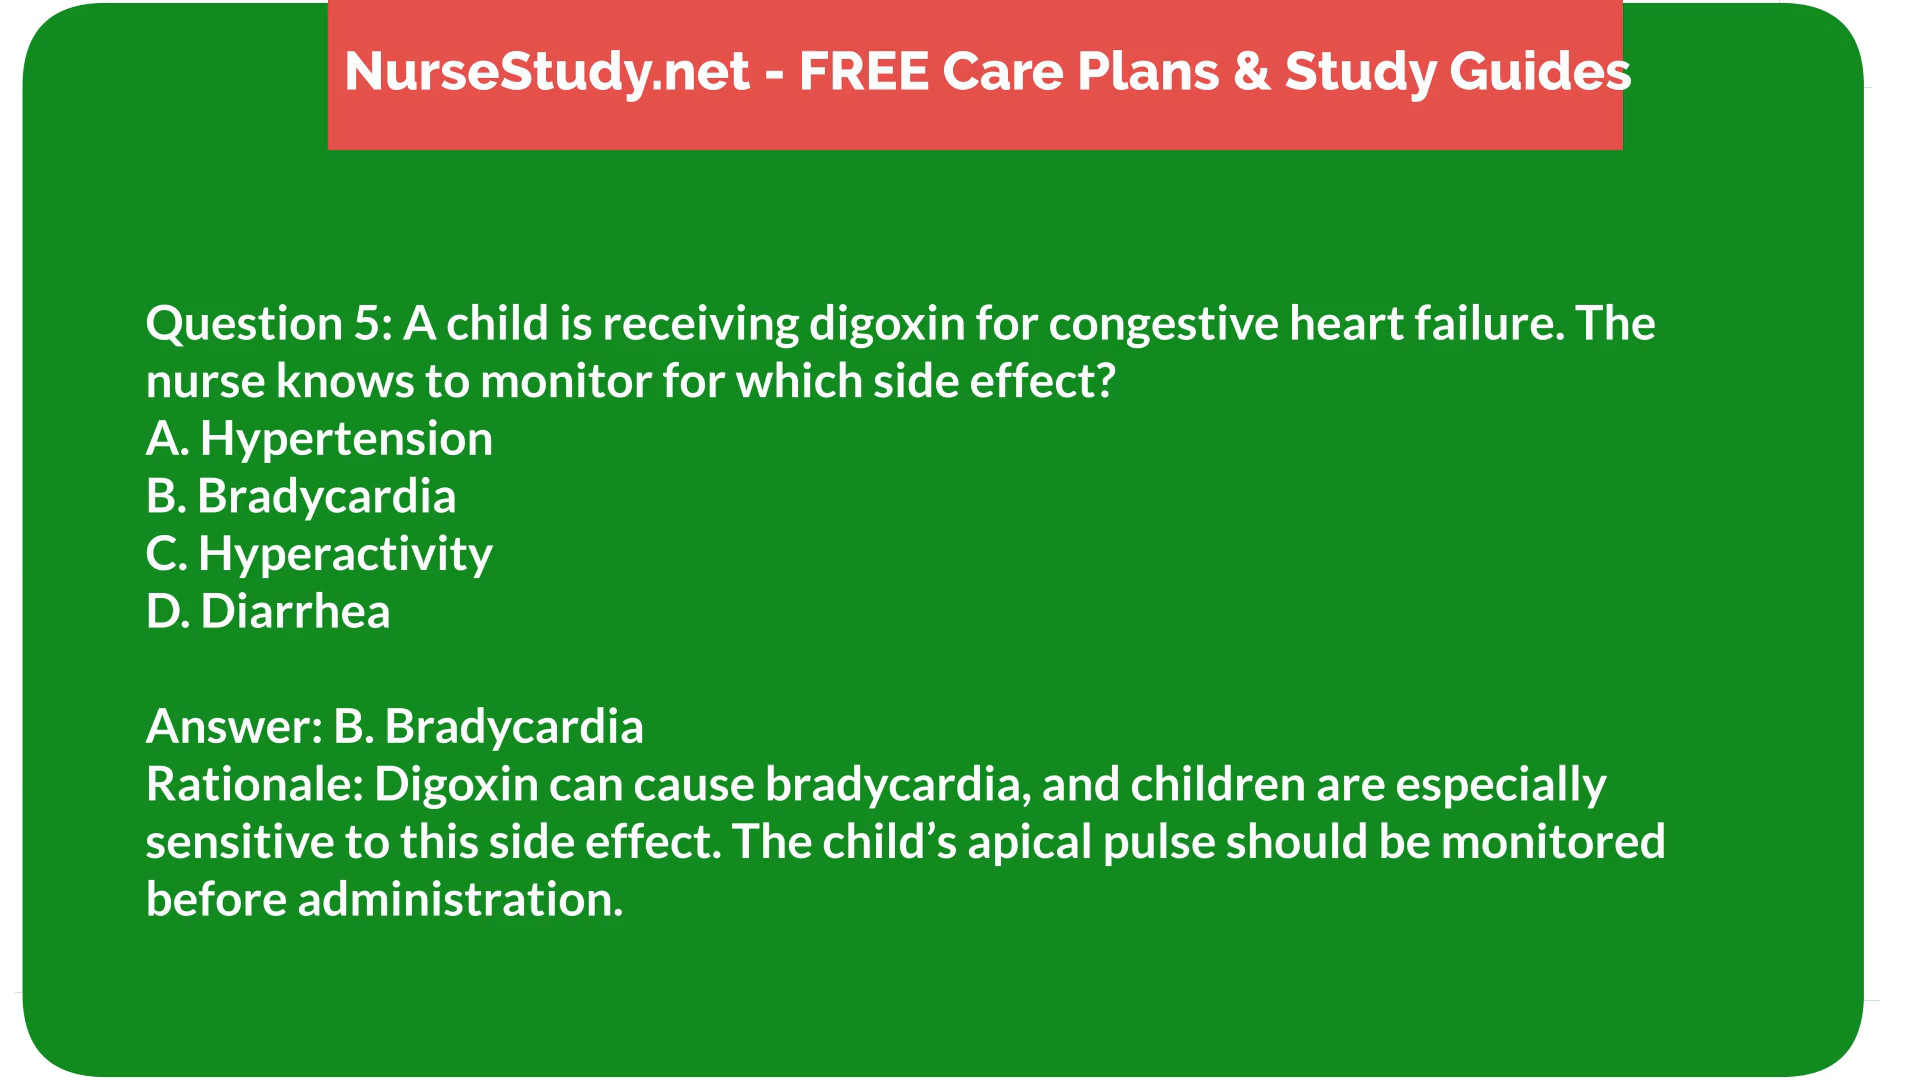 NurseStudy.net - FREE Care Plans & Study Guides
Question 5: A child is receiving digoxin for congestive heart failure. The
nurse knows to monitor for which side effect?
A. Hypertension
B. Bradycardia
C. Hyperactivity
D. Diarrhea
Answer: B. Bradycardia
Rationale: Digoxin can cause bradycardia, and children are especially
sensitive to this side effect. The child’s apical pulse should be monitored
before administration.